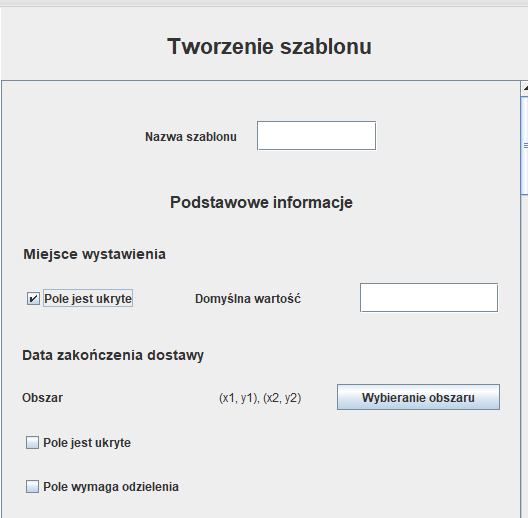 Tworzenie szablonu
Nazwa szablonu
Podstawowe informacje
Miejsce wystawienia
Pole jest ukryte Domyślna wartość
Data zakończenia dostawy
Obszar (x1, y1), (x2, y2) Wybieranie obszaru
Pole jest ukryte
Pole wymaga odzielenia